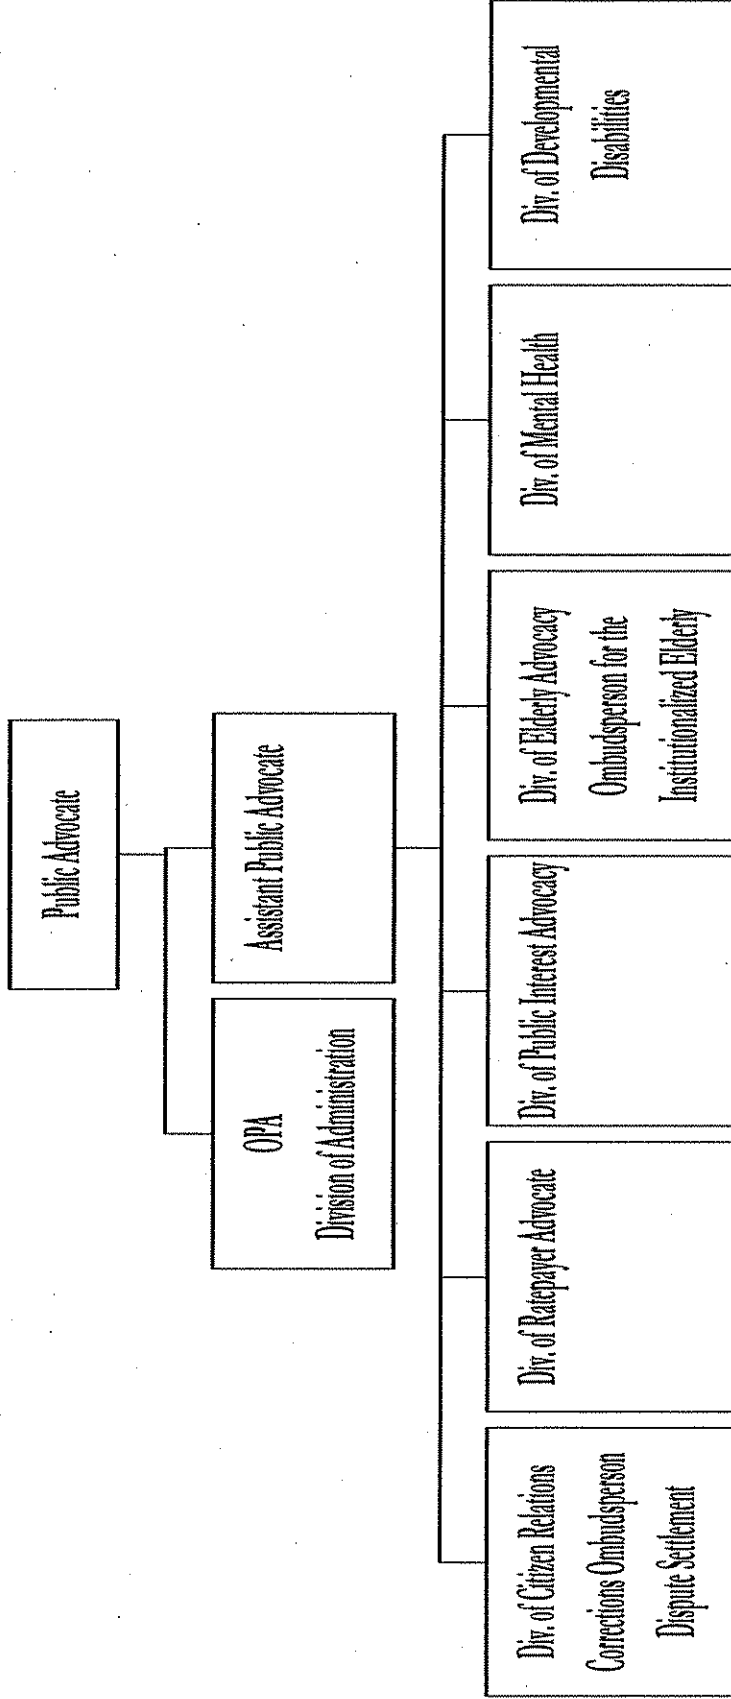 Public Advocate
OPA
Division of Administration
Assistant Public Advocate
Div. of Citizen Relations
Corrections Ombudsperson
Dispute Settlement
Div. of Ratepayer Advocate
Div. of Public Interest Advocacy
Div. of Elderly Advocacy
Ombudsperson for the
Institutionalized Elderly
Div. of Mental Health
Div. of Developmental
Disabilities